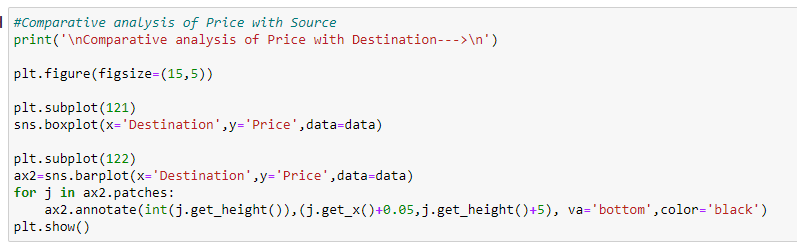 #Comparative analysis of Price with Source
print('\nComparative analysis of Price with Destination--->\n')
plt.figure(figsize=(15,5))
plt.subplot(121)
sns.boxplot(x='Destination',y='Price',data=data)
plt.subplot(122)
ax2=sns.barplot(x='Destination',y='Price',data=data)
for j in ax2.patches:
    ax2.annotate(int(j.get_height()),(j.get_x()+0.05,j.get_height()+5), va='bottom',color='black')
plt.show()